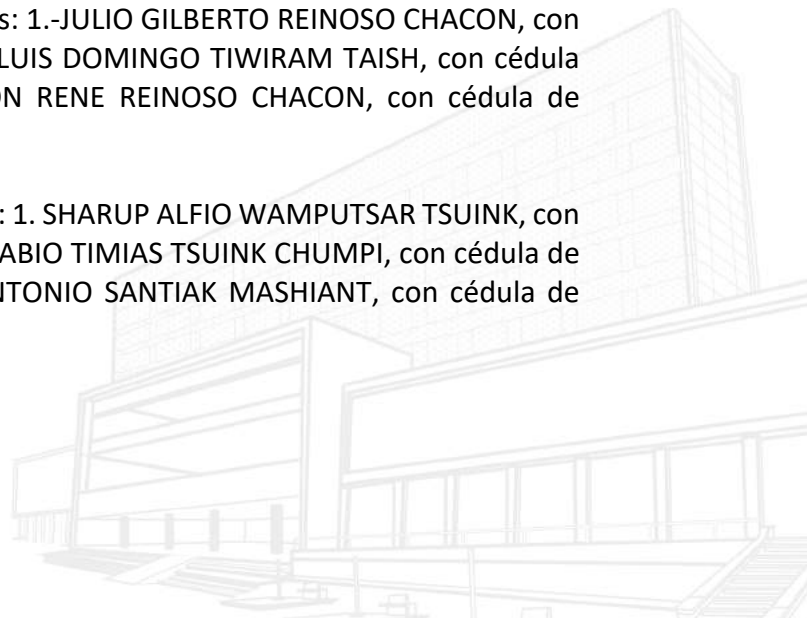 s: 1.-JULIO GILBERTO REINOSO CHACON, con
LUIS DOMINGO TIWIRAM TAISH, con cédula
ON RENE REINOSO CHACON, con cédula de
: 1. SHARUP ALFIO WAMPUTSAR TSUINK, con
ABIO TIMIAS TSUINK CHUMPI, con cédula de
NTONIO SANTIAK MASHIANT, con cédula de